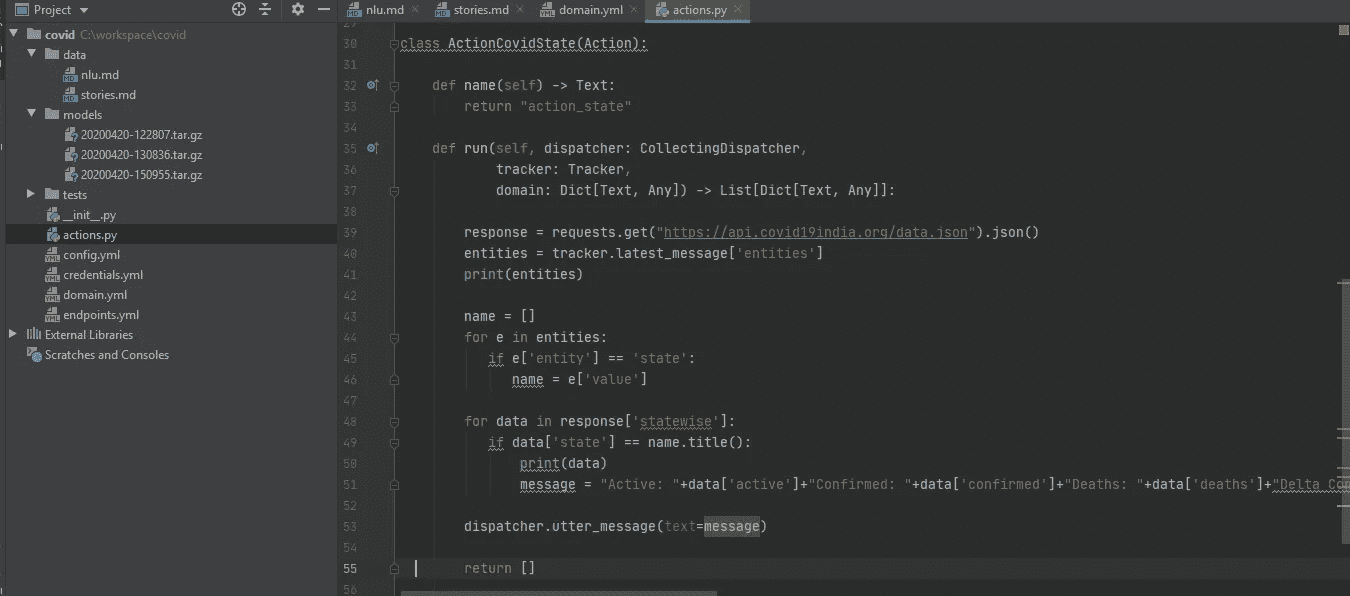 Project
nlu.md
stories.md
domain.yml
actions.py
covid C:\workspace\covid
data
nlu.md
stories.md
models
20200420-122807.tar.gz
20200420-130836.tar.gz
20200420-150955.tar.gz
tests
__init__.py
actions.py
config.yml
credentials.yml
domain.yml
endpoints.yml
External Libraries
Scratches and Consoles
29
30 class ActionCovidState(Action):
31
32 def name(self) -> Text:
33 return "action_state"
34
35 def run(self, dispatcher: CollectingDispatcher,
36 tracker: Tracker,
37 domain: Dict[Text, Any]) -> List[Dict[Text, Any]]:
38
39 response = requests.get("https://api.covid19india.org/data.json").json()
40 entities = tracker.latest_message['entities']
41 print(entities)
42
43 name = []
44 for e in entities:
45 if e['entity'] == 'state':
46 name = e['value']
47
48 for data in response['statewise']:
49 if data['state'] == name.title():
50 print(data)
51 message = "Active: "+data['active']+"Confirmed: "+data['confirmed']+"Deaths: "+data['deaths']+"Delta Con
52
53 dispatcher.utter_message(text=message)
54
55 return []
56